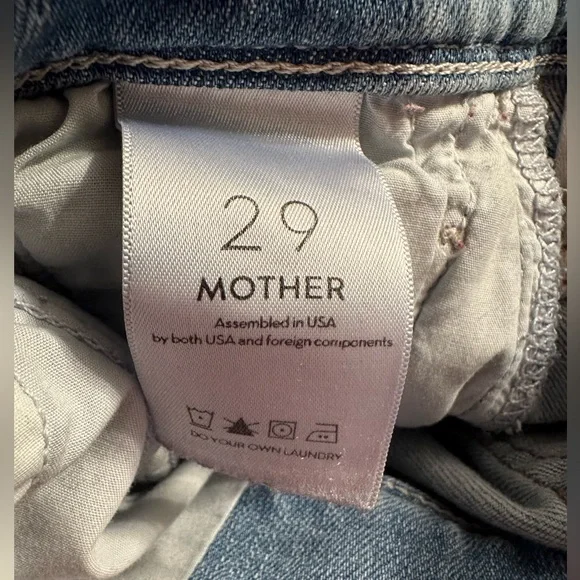 29
MOTHER
Assembled in USA
by both USA and foreign components
DO YOUR OWN LAUNDRY